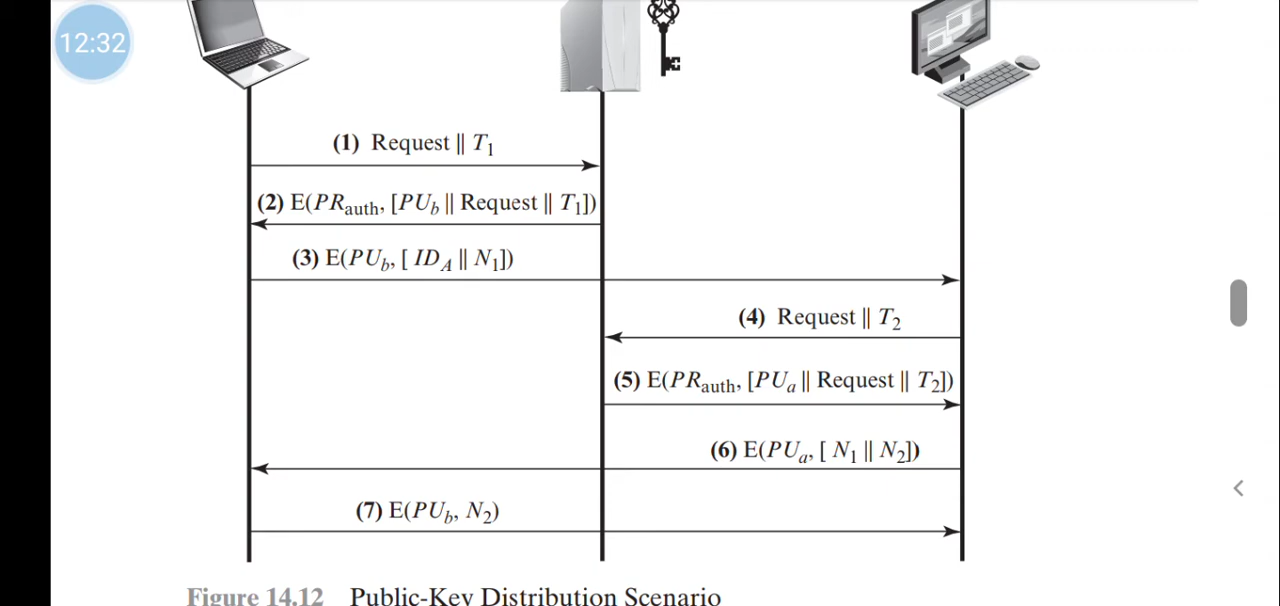 12:32
(1) Request || T₁
(2) E(PRauth, [PUb || Request || T₁])
(3) E(PUb, [ IDA || N₁])
(4) Request || T₂
(5) E(PRauth, [PUa || Request || T₂])
(6) E(PUa, [ N₁ || N₂])
(7) E(PUb, N₂)
Figure 14.12 Public-Key Distribution Scenario